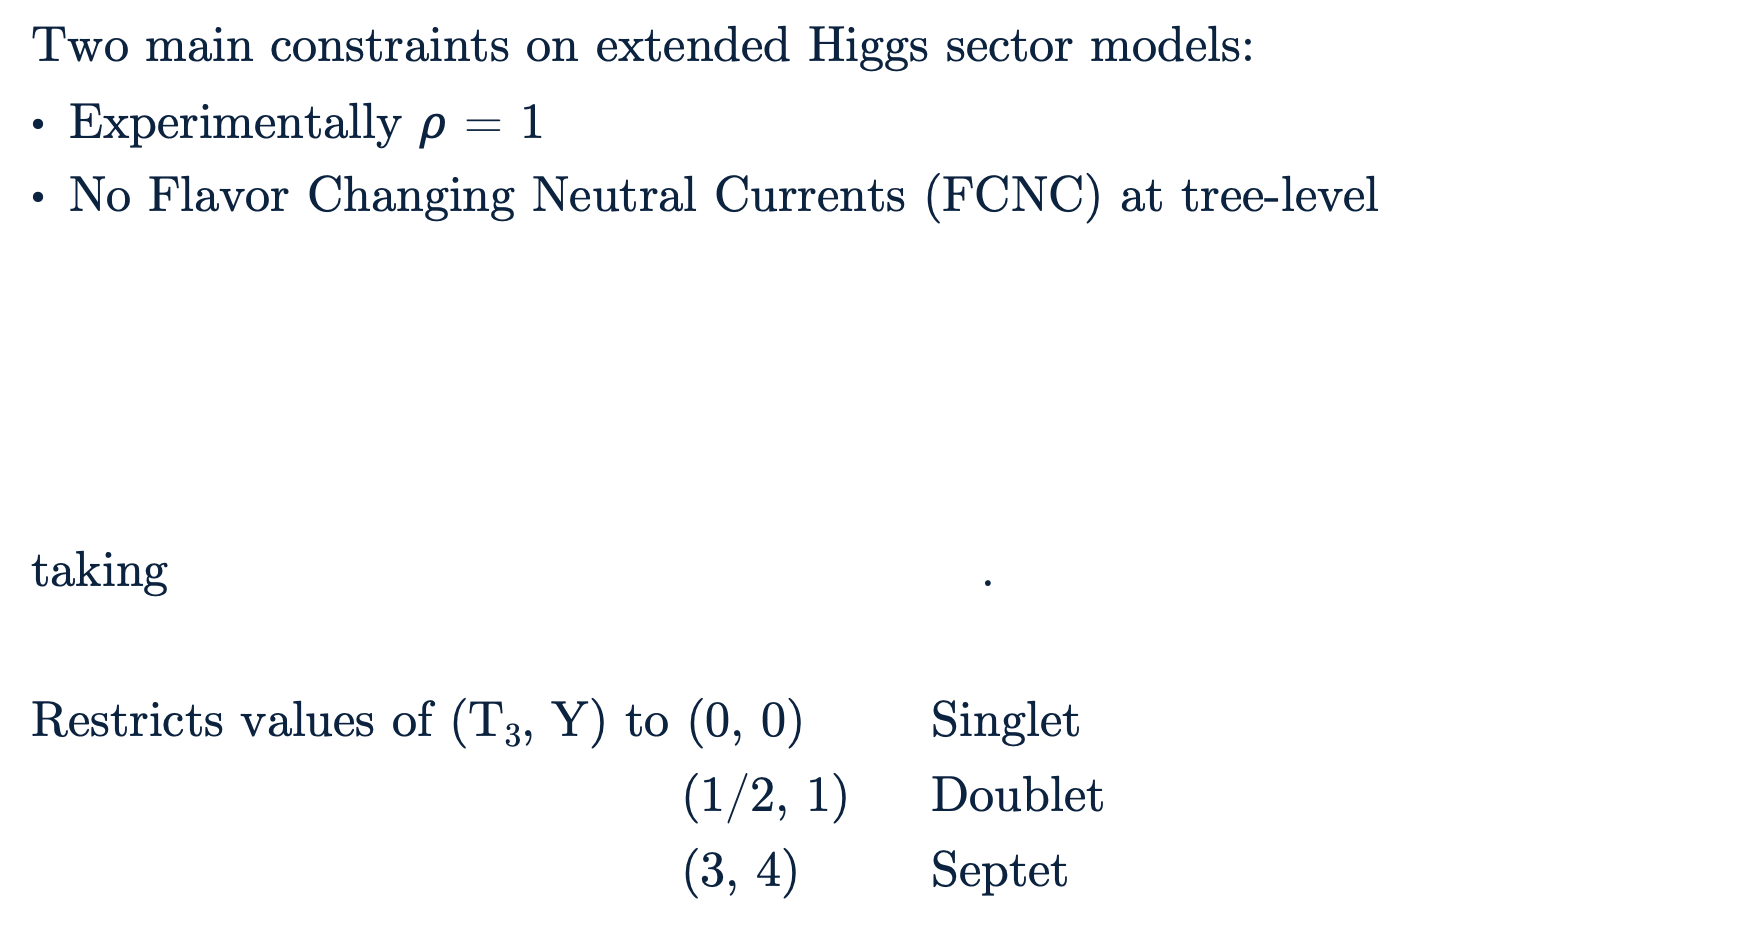 Two main constraints on extended Higgs sector models:
• Experimentally ρ = 1
• No Flavor Changing Neutral Currents (FCNC) at tree-level
taking .
Restricts values of (T₃, Y) to (0, 0) Singlet
(1/2, 1) Doublet
(3, 4) Septet